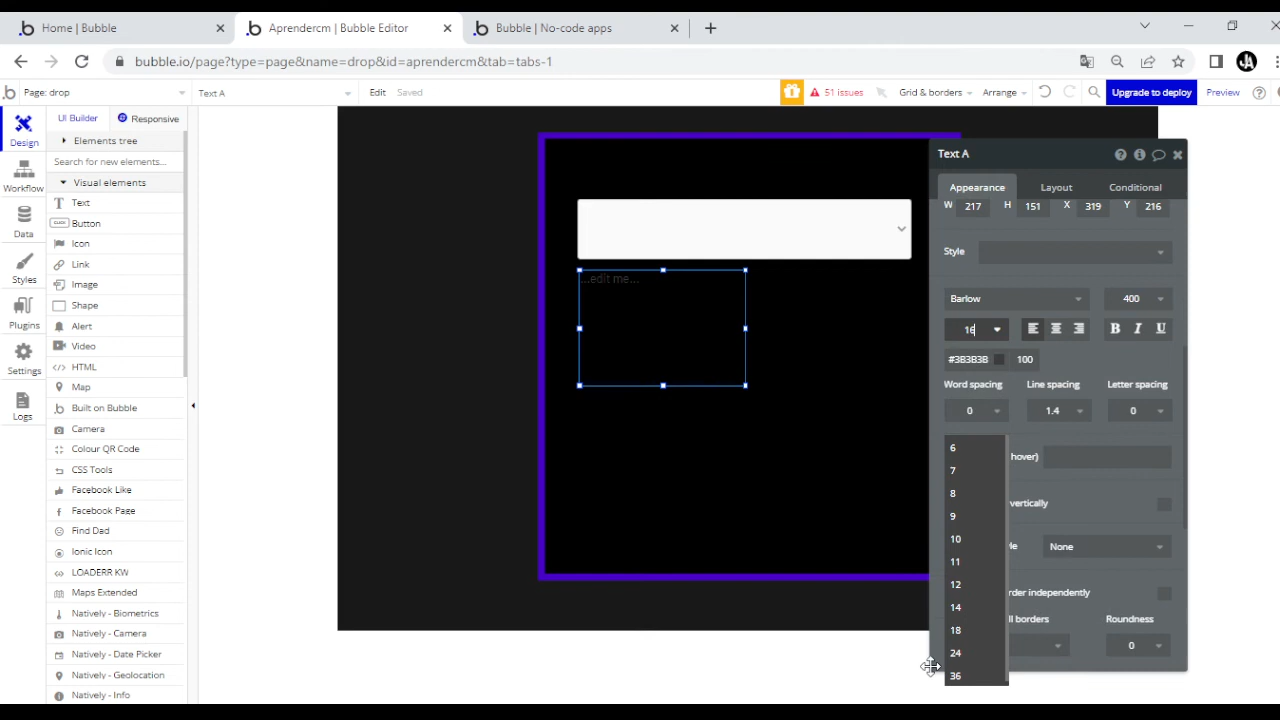 Home | Bubble
Aprendercm | Bubble Editor
Bubble | No-code apps
bubble.io/page?type=page&name=drop&id=aprendercm&tab=tabs-1
JA
Page: drop
Text A
Edit
Saved
51 issues
Grid & borders
Arrange
Upgrade to deploy
Preview
Design
Workflow
Data
Styles
Plugins
Settings
Logs
UI Builder
Responsive
Elements tree
Search for new elements...
Visual elements
Text
CLICK
Button
Icon
Link
Image
Shape
Alert
Video
HTML
Map
Built on Bubble
Camera
Colour QR Code
CSS Tools
Facebook Like
Facebook Page
Find Dad
Ionic Icon
LOADERR KW
Maps Extended
Natively - Biometrics
Natively - Camera
Natively - Date Picker
Natively - Geolocation
Natively - Info
...edit me...
Text A
Appearance
Layout
Conditional
W 217 H 151 X 319 Y 216
Style
Barlow
400
16
B I U
#3B3B3B
100
Word spacing
Line spacing
Letter spacing
0
1.4
0
hover)
vertically
None
rder independently
ll borders
Roundness
0
6
7
8
9
10
11
12
14
18
24
36